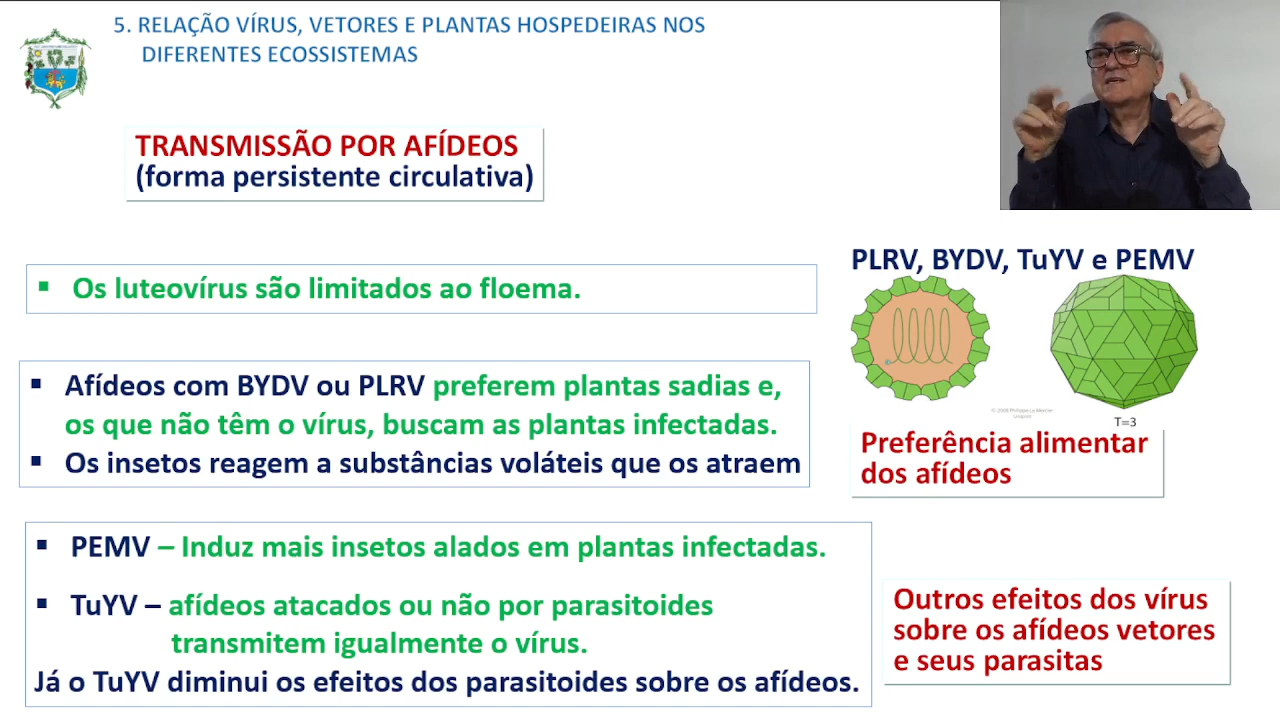 5. RELAÇÃO VÍRUS, VETORES E PLANTAS HOSPEDEIRAS NOS
DIFERENTES ECOSSISTEMAS
TRANSMISSÃO POR AFÍDEOS
(forma persistente circulativa)
▪ Os luteovírus são limitados ao floema.
PLRV, BYDV, TuYV e PEMV
T=3
▪ Afídeos com BYDV ou PLRV preferem plantas sadias e,
os que não têm o vírus, buscam as plantas infectadas.
▪ Os insetos reagem a substâncias voláteis que os atraem
Preferência alimentar
dos afídeos
▪ PEMV – Induz mais insetos alados em plantas infectadas.
▪ TuYV – afídeos atacados ou não por parasitoides
transmitem igualmente o vírus.
Já o TuYV diminui os efeitos dos parasitoides sobre os afídeos.
Outros efeitos dos vírus
sobre os afídeos vetores
e seus parasitas